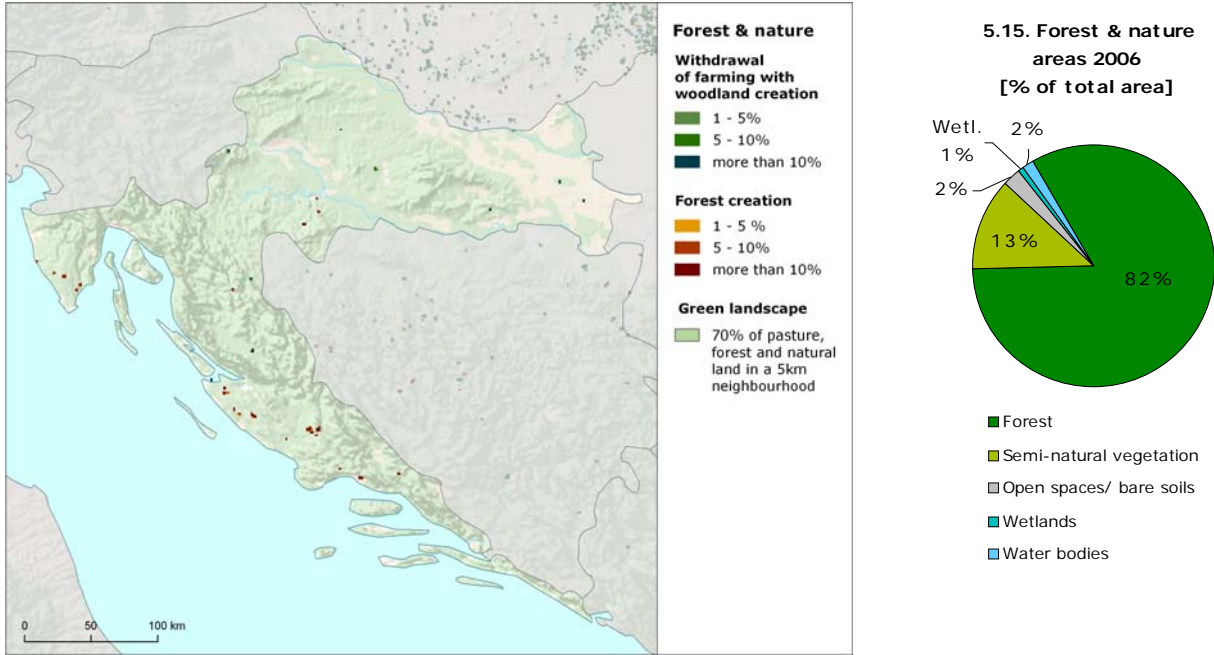 Forest & nature
Withdrawal
of farming with
woodland creation
1 - 5%
5 - 10%
more than 10%
Forest creation
1 - 5 %
5 - 10%
more than 10%
Green landscape
70% of pasture,
forest and natural
land in a 5km
neighbourhood
0 50 100 km
5.15. Forest & nature
areas 2006
[% of total area]
Wetl.
1%
2%
2%
13%
82%
Forest
Semi-natural vegetation
Open spaces/ bare soils
Wetlands
Water bodies